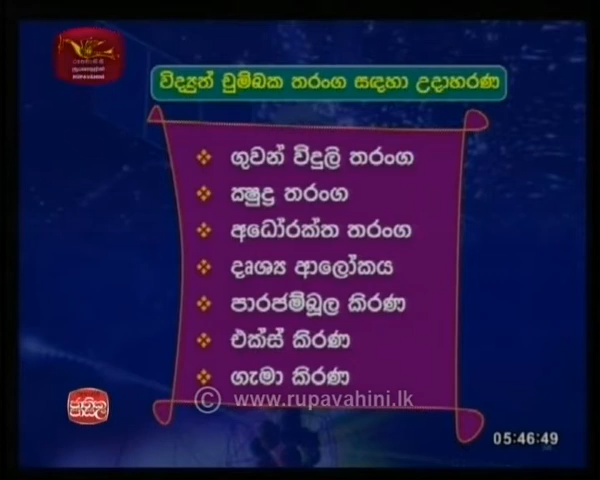 විද්‍යුත් චුම්බක තරංග සඳහා උදාහරණ
ගුවන් විදුලි තරංග
ක්‍ෂුද්‍ර තරංග
අධෝරක්ත තරංග
දෘශ්‍ය ආලෝකය
පාරජම්බූල කිරණ
එක්ස් කිරණ
ගැමා කිරණ
© www.rupavahini.lk
ජාතික
පාසල
05:46:49